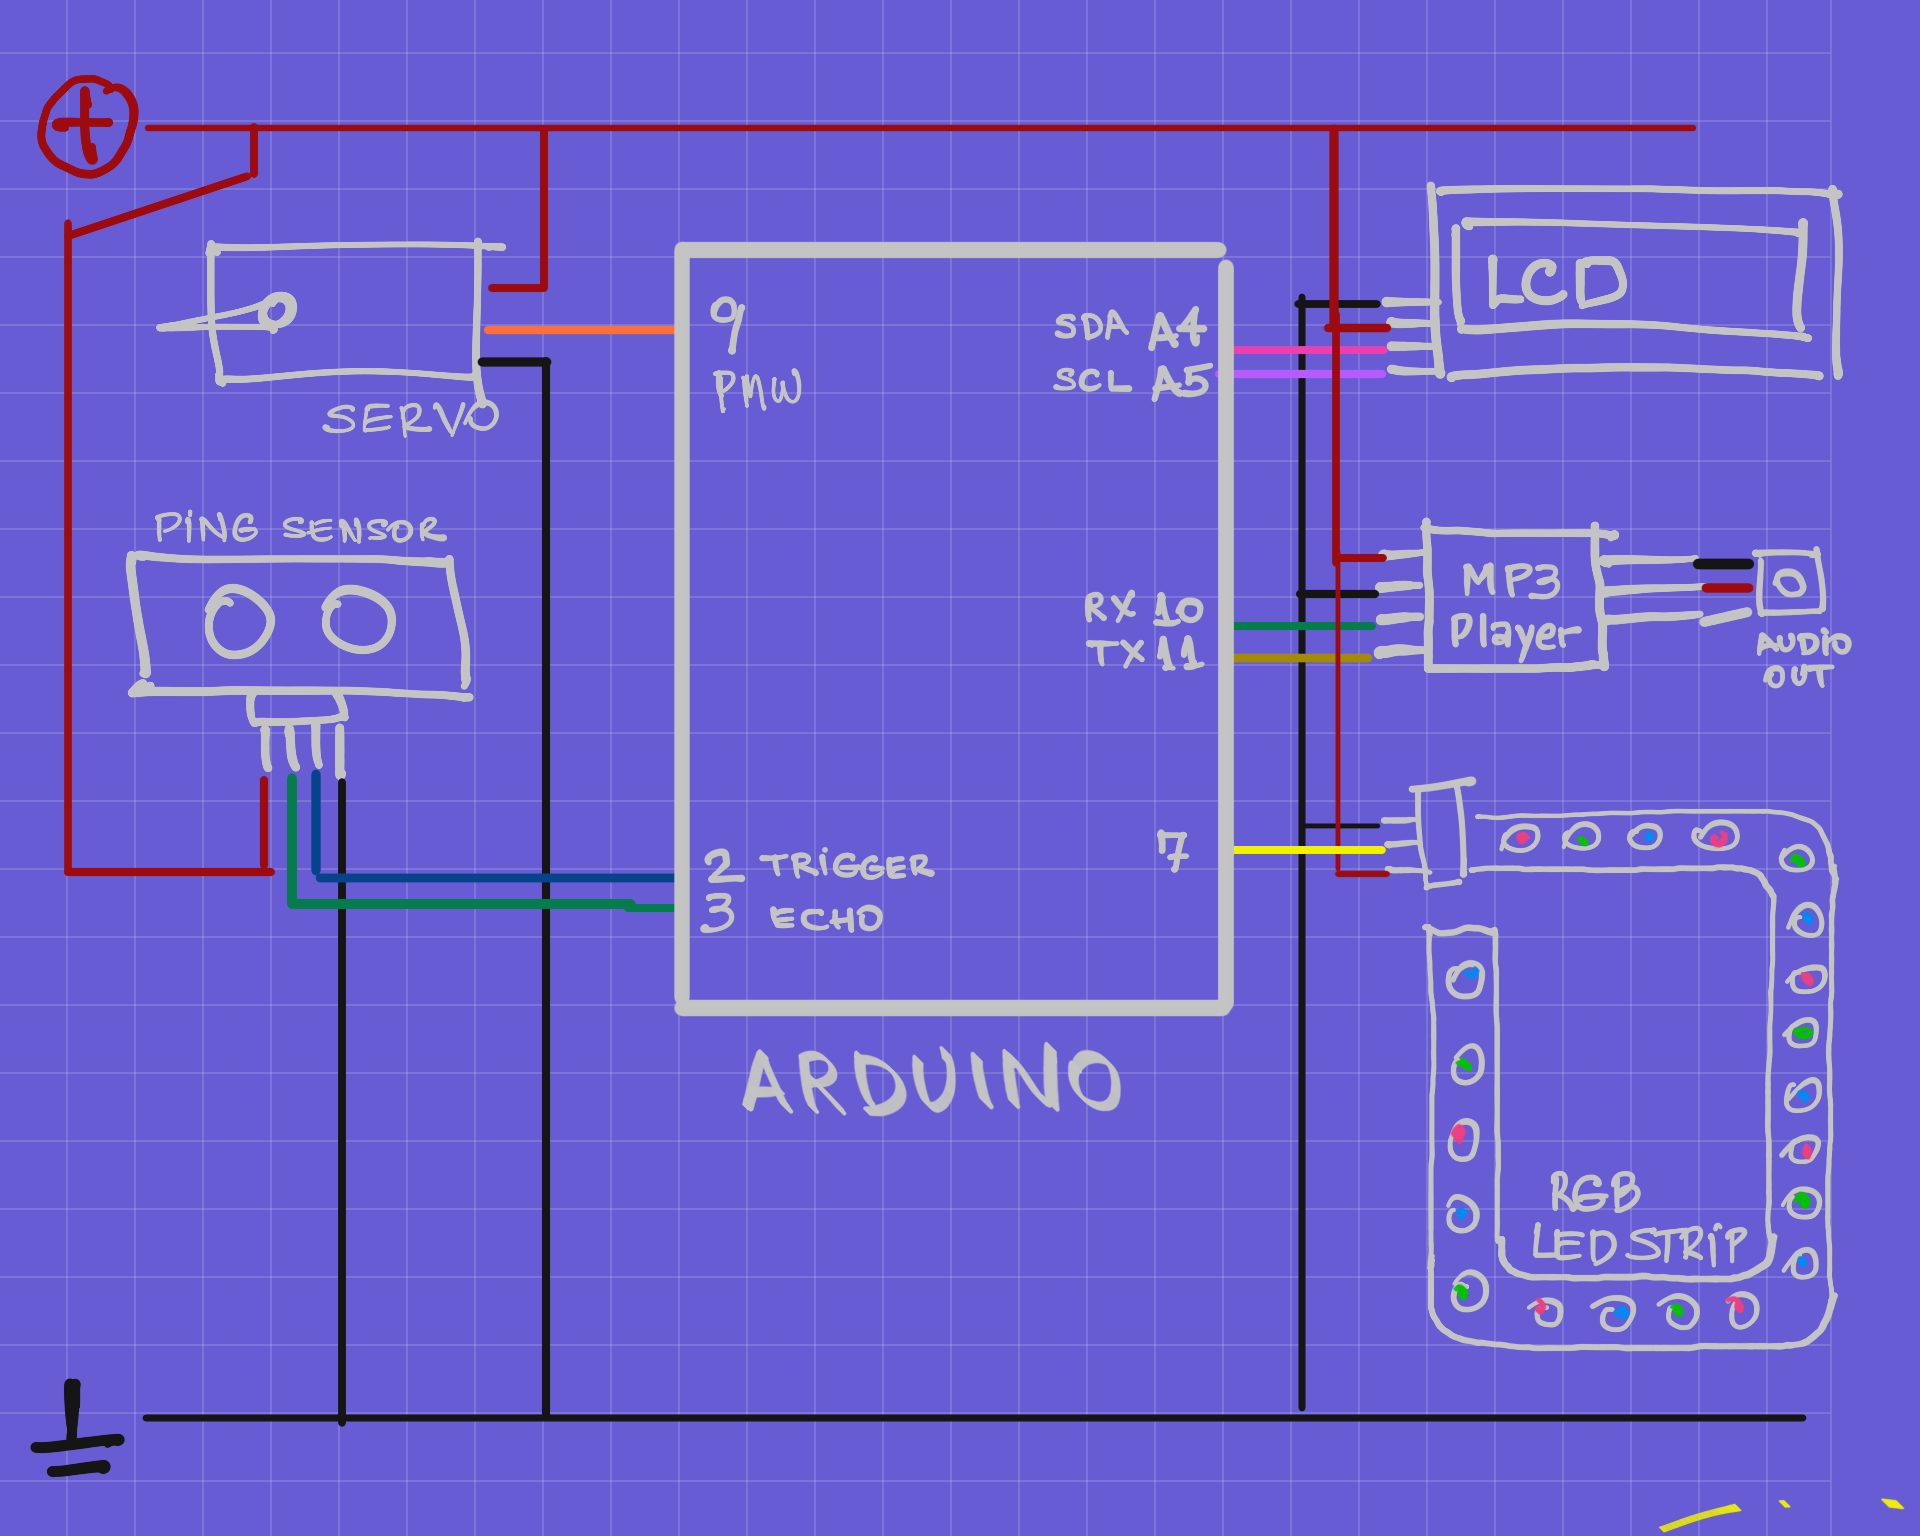 +
LCD
9
PNW
SDA A4
SCL A5
SERVO
PING SENSOR
MP3
Player
RX 10
TX 11
AUDIO
OUT
7
2 TRIGGER
3 ECHO
ARDUINO
RGB
LED STRIP